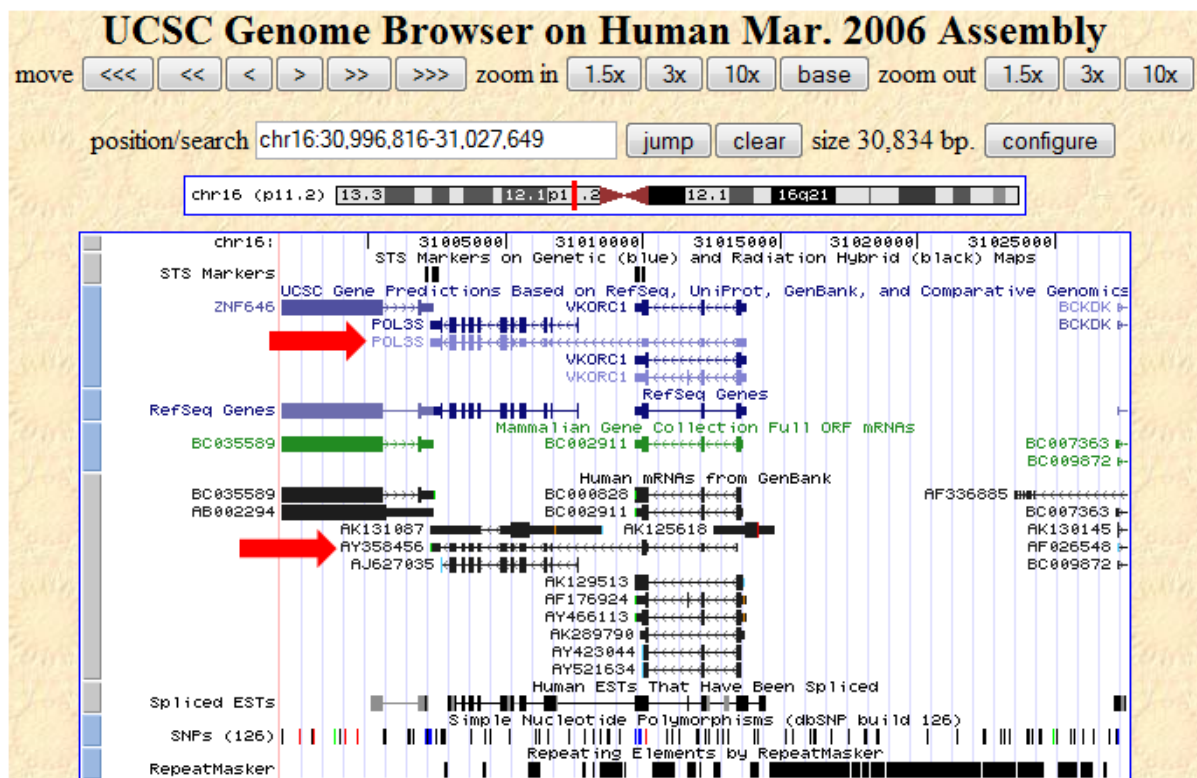 UCSC Genome Browser on Human Mar. 2006 Assembly
move <<< << < > >> >>> zoom in 1.5x 3x 10x base zoom out 1.5x 3x 10x
position/search chr16:30,996,816-31,027,649 jump clear size 30,834 bp. configure
chr16 (p11.2) 13.3 12.1 p1 .2 12.1 16q21
chr16: 31005000 31010000 31015000 31020000 31025000
STS Markers on Genetic (blue) and Radiation Hybrid (black) Maps
STS Markers
UCSC Gene Predictions Based on RefSeq, UniProt, GenBank, and Comparative Genomics
ZNF646 VKORC1 BCKDK
POL3S BCKDK
POL3S
VKORC1
VKORC1
RefSeq Genes
RefSeq Genes
Mammalian Gene Collection Full ORF mRNAs
BC035589 BC002911 BC007363
BC009872
Human mRNAs from GenBank
BC035589 BC000828 AF336885
AB002294 BC002911 BC007363
AK131087 AK125618 AK130145
AY358456 AF026548
AJ627035 BC009872
AK129513
AF176924
AY466113
AK289790
AY423044
AY521634
Human ESTs That Have Been Spliced
Spliced ESTs
Simple Nucleotide Polymorphisms (dbSNP build 126)
SNPs (126)
Repeating Elements by RepeatMasker
RepeatMasker